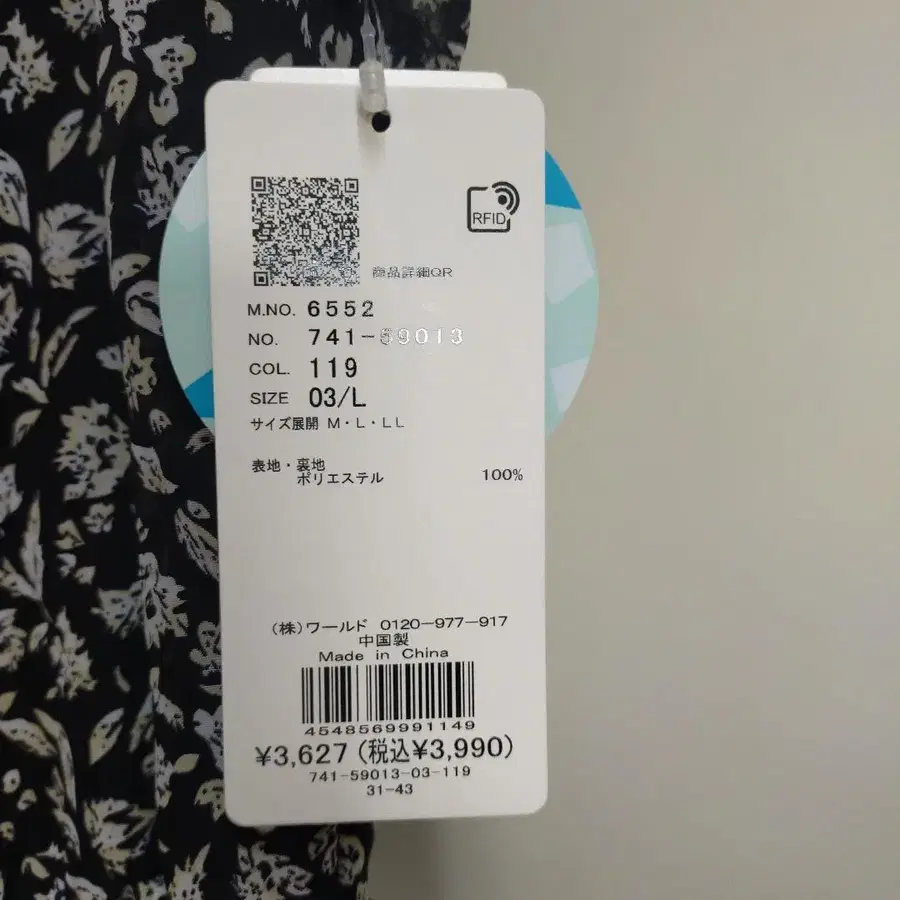 RFID
商品詳細QR
M.NO. 6552
NO. 741-59013
COL. 119
SIZE 03/L
サイズ展開 M・L・LL
表地・裏地
ポリエステル 100%
(株)ワールド 0120-977-917
中国製
Made in China
4548569991149
¥3,627(税込¥3,990)
741-59013-03-119
31-43